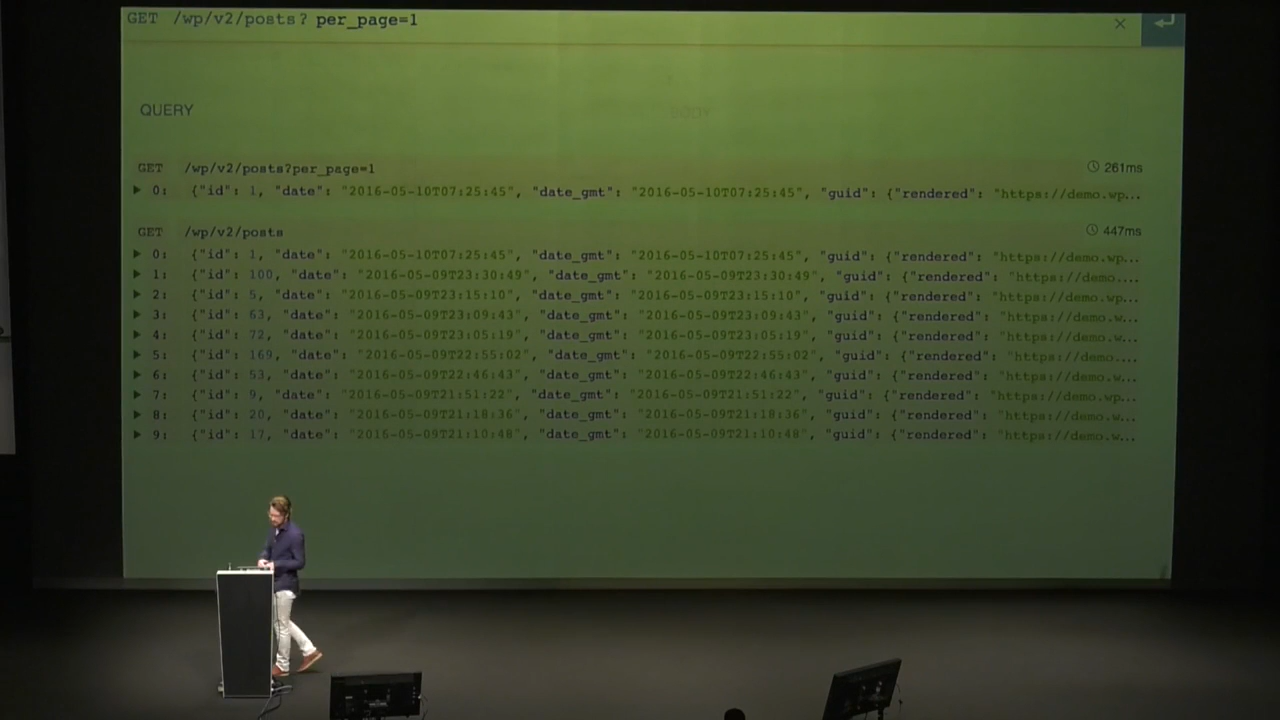 GET /wp/v2/posts? per_page=1
QUERY
BODY
GET /wp/v2/posts?per_page=1 261ms
0: {"id": 1, "date": "2016-05-10T07:25:45", "date_gmt": "2016-05-10T07:25:45", "guid": {"rendered": "https://demo.wp...
GET /wp/v2/posts 447ms
0: {"id": 1, "date": "2016-05-10T07:25:45", "date_gmt": "2016-05-10T07:25:45", "guid": {"rendered": "https://demo.wp...
1: {"id": 100, "date": "2016-05-09T23:30:49", "date_gmt": "2016-05-09T23:30:49", "guid": {"rendered": "https://demo....
2: {"id": 5, "date": "2016-05-09T23:15:10", "date_gmt": "2016-05-09T23:15:10", "guid": {"rendered": "https://demo.wp...
3: {"id": 63, "date": "2016-05-09T23:09:43", "date_gmt": "2016-05-09T23:09:43", "guid": {"rendered": "https://demo.w...
4: {"id": 72, "date": "2016-05-09T23:05:19", "date_gmt": "2016-05-09T23:05:19", "guid": {"rendered": "https://demo.w...
5: {"id": 169, "date": "2016-05-09T22:55:02", "date_gmt": "2016-05-09T22:55:02", "guid": {"rendered": "https://demo....
6: {"id": 53, "date": "2016-05-09T22:46:43", "date_gmt": "2016-05-09T22:46:43", "guid": {"rendered": "https://demo.w...
7: {"id": 9, "date": "2016-05-09T21:51:22", "date_gmt": "2016-05-09T21:51:22", "guid": {"rendered": "https://demo.wp...
8: {"id": 20, "date": "2016-05-09T21:18:36", "date_gmt": "2016-05-09T21:18:36", "guid": {"rendered": "https://demo.w...
9: {"id": 17, "date": "2016-05-09T21:10:48", "date_gmt": "2016-05-09T21:10:48", "guid": {"rendered": "https://demo.w...